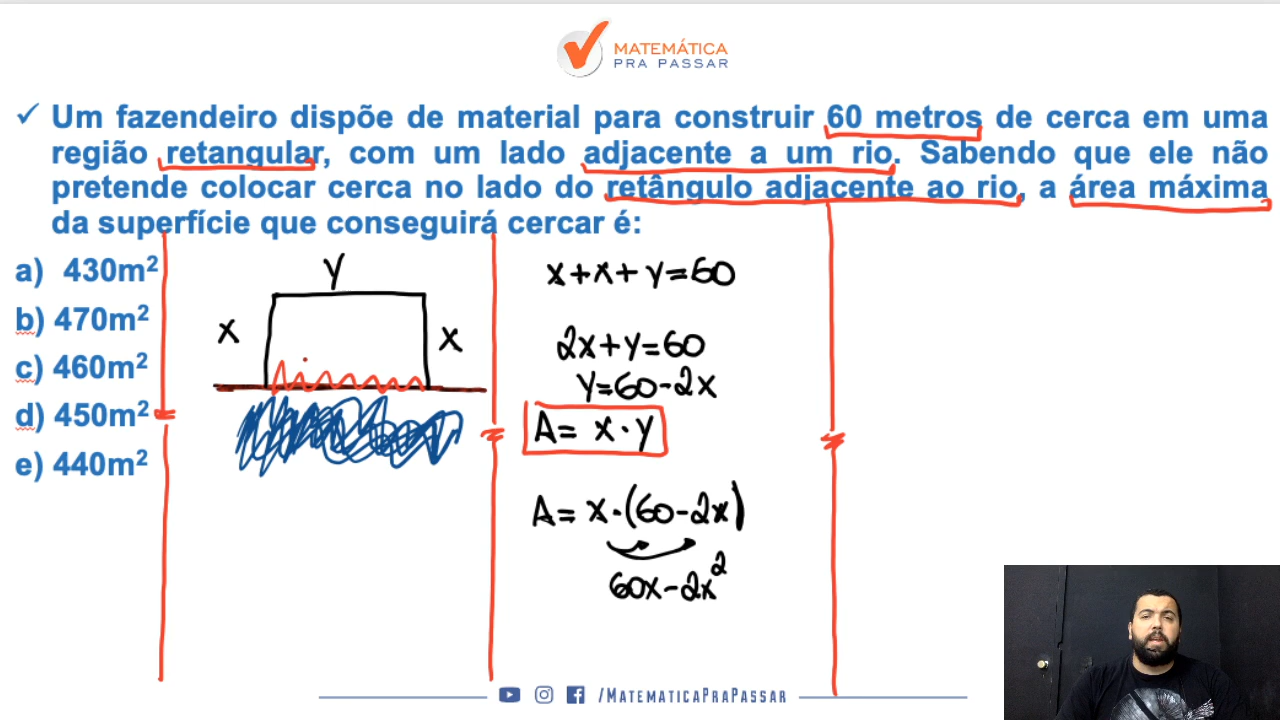 MATEMÁTICA
PRA PASSAR
✓ Um fazendeiro dispõe de material para construir 60 metros de cerca em uma
região retangular, com um lado adjacente a um rio. Sabendo que ele não
pretende colocar cerca no lado do retângulo adjacente ao rio, a área máxima
da superfície que conseguirá cercar é:
a) 430m²
b) 470m²
c) 460m²
d) 450m²
e) 440m²
y
x
x
x+x+y=60
2x+y=60
y=60-2x
A= x·y
A= x·(60-2x)
60x-2x²
/MATEMATICAPRAPASSAR